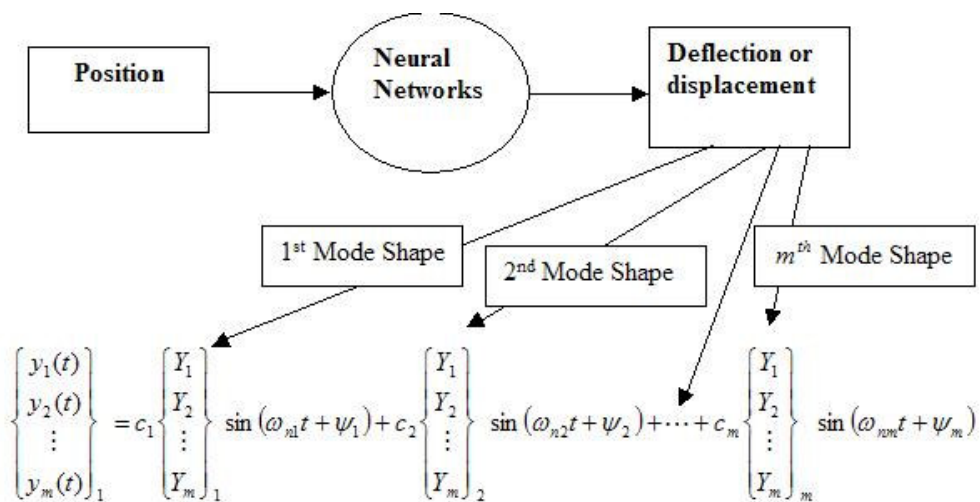 Position
Neural
Networks
Deflection or
displacement
1st Mode Shape
2nd Mode Shape
mth Mode Shape
{y₁(t) y₂(t) ⋮ yₘ(t)}₁ = c₁ {Y₁ Y₂ ⋮ Yₘ}₁ sin (ωₙ₁t + ψ₁) + c₂ {Y₁ Y₂ ⋮ Yₘ}₂ sin (ωₙ₂t + ψ₂) + ⋯ + cₘ {Y₁ Y₂ ⋮ Yₘ}ₘ sin (ωₙₘt + ψₘ)